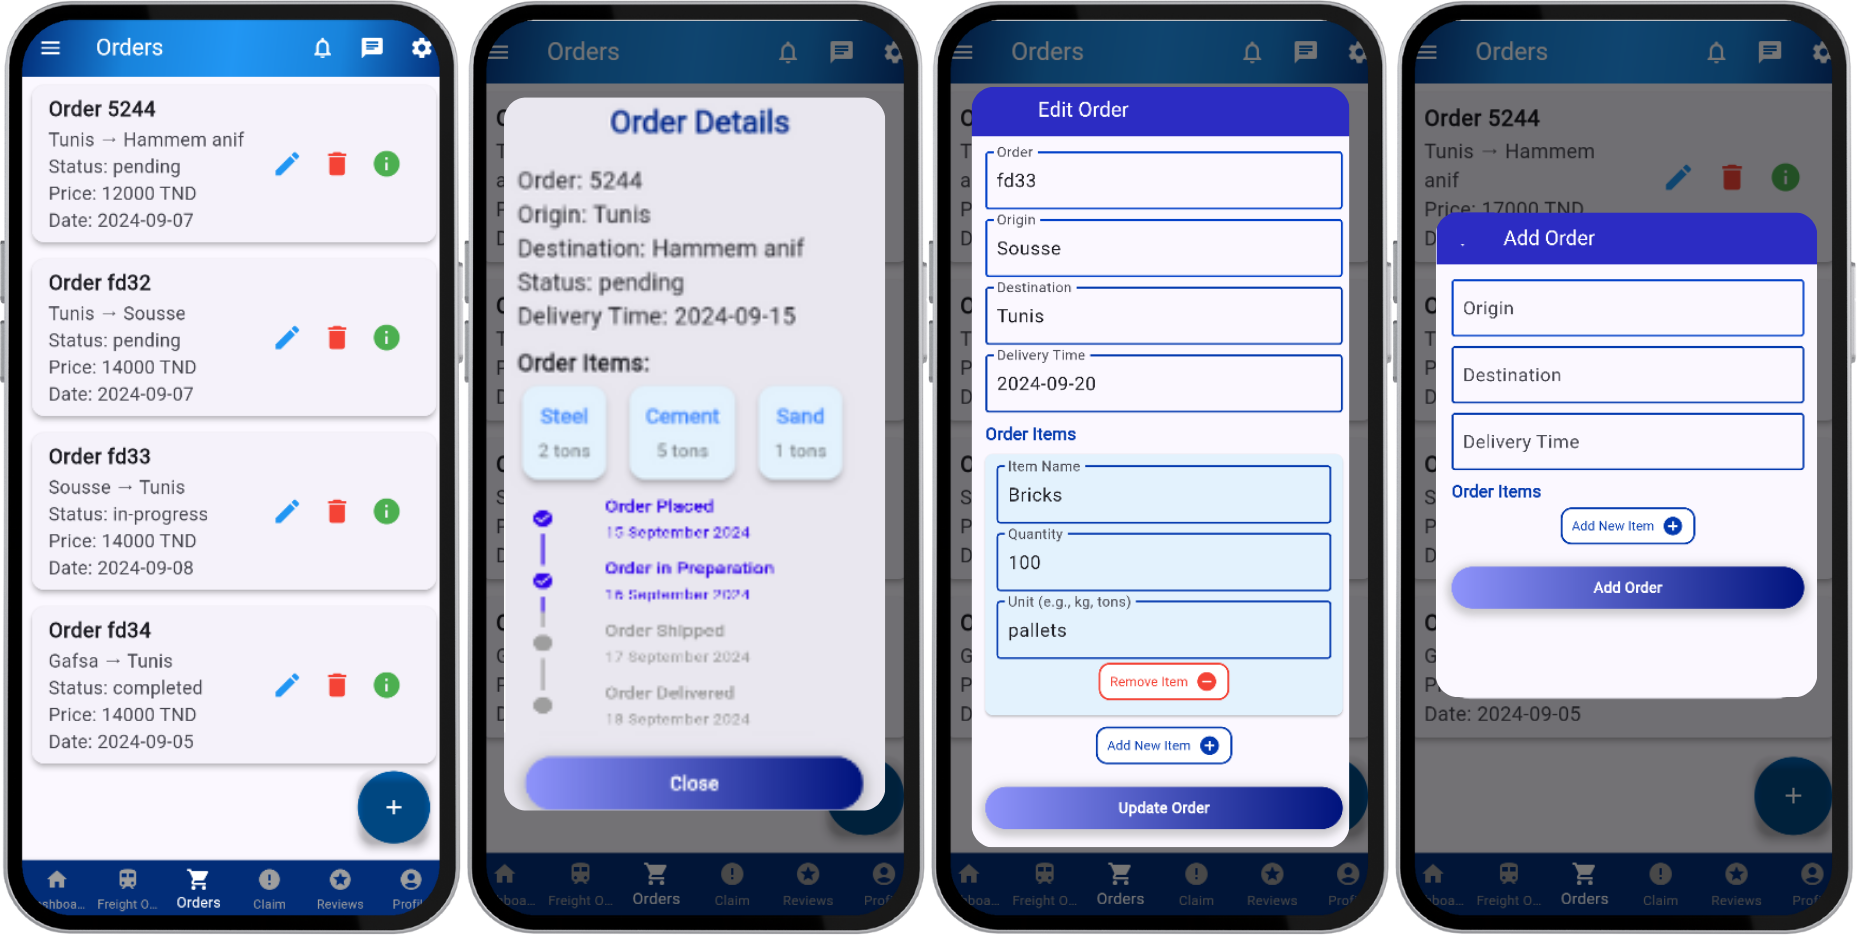 Orders
Order 5244
Tunis → Hammem anif
Status: pending
Price: 12000 TND
Date: 2024-09-07
Order fd32
Tunis → Sousse
Status: pending
Price: 14000 TND
Date: 2024-09-07
Order fd33
Sousse → Tunis
Status: in-progress
Price: 14000 TND
Date: 2024-09-08
Order fd34
Gafsa → Tunis
Status: completed
Price: 14000 TND
Date: 2024-09-05
+
shboa... Freight O... Orders Claim Reviews Profil
Orders
Order Details
Order: 5244
Origin: Tunis
Destination: Hammem anif
Status: pending
Delivery Time: 2024-09-15
Order Items:
Steel Cement Sand
2 tons 5 tons 1 tons
Order Placed
15 September 2024
Order in Preparation
16 September 2024
Order Shipped
17 September 2024
Order Delivered
18 September 2024
Close
boa... Freight O... Orders Claim Reviews Profi
Orders
Edit Order
Order
fd33
Origin
Sousse
Destination
Tunis
Delivery Time
2024-09-20
Order Items
Item Name
Bricks
Quantity
100
Unit (e.g., kg, tons)
pallets
Remove Item
Add New Item
Update Order
boa... Freight O... Orders Claim Reviews Prof
Orders
Order 5244
Tunis → Hammem
anif
Price: 17000 TND
Add Order
Origin
Destination
Delivery Time
Order Items
Add New Item
Add Order
Date: 2024-09-05
+
boa... Freight O... Orders Claim Reviews Prof